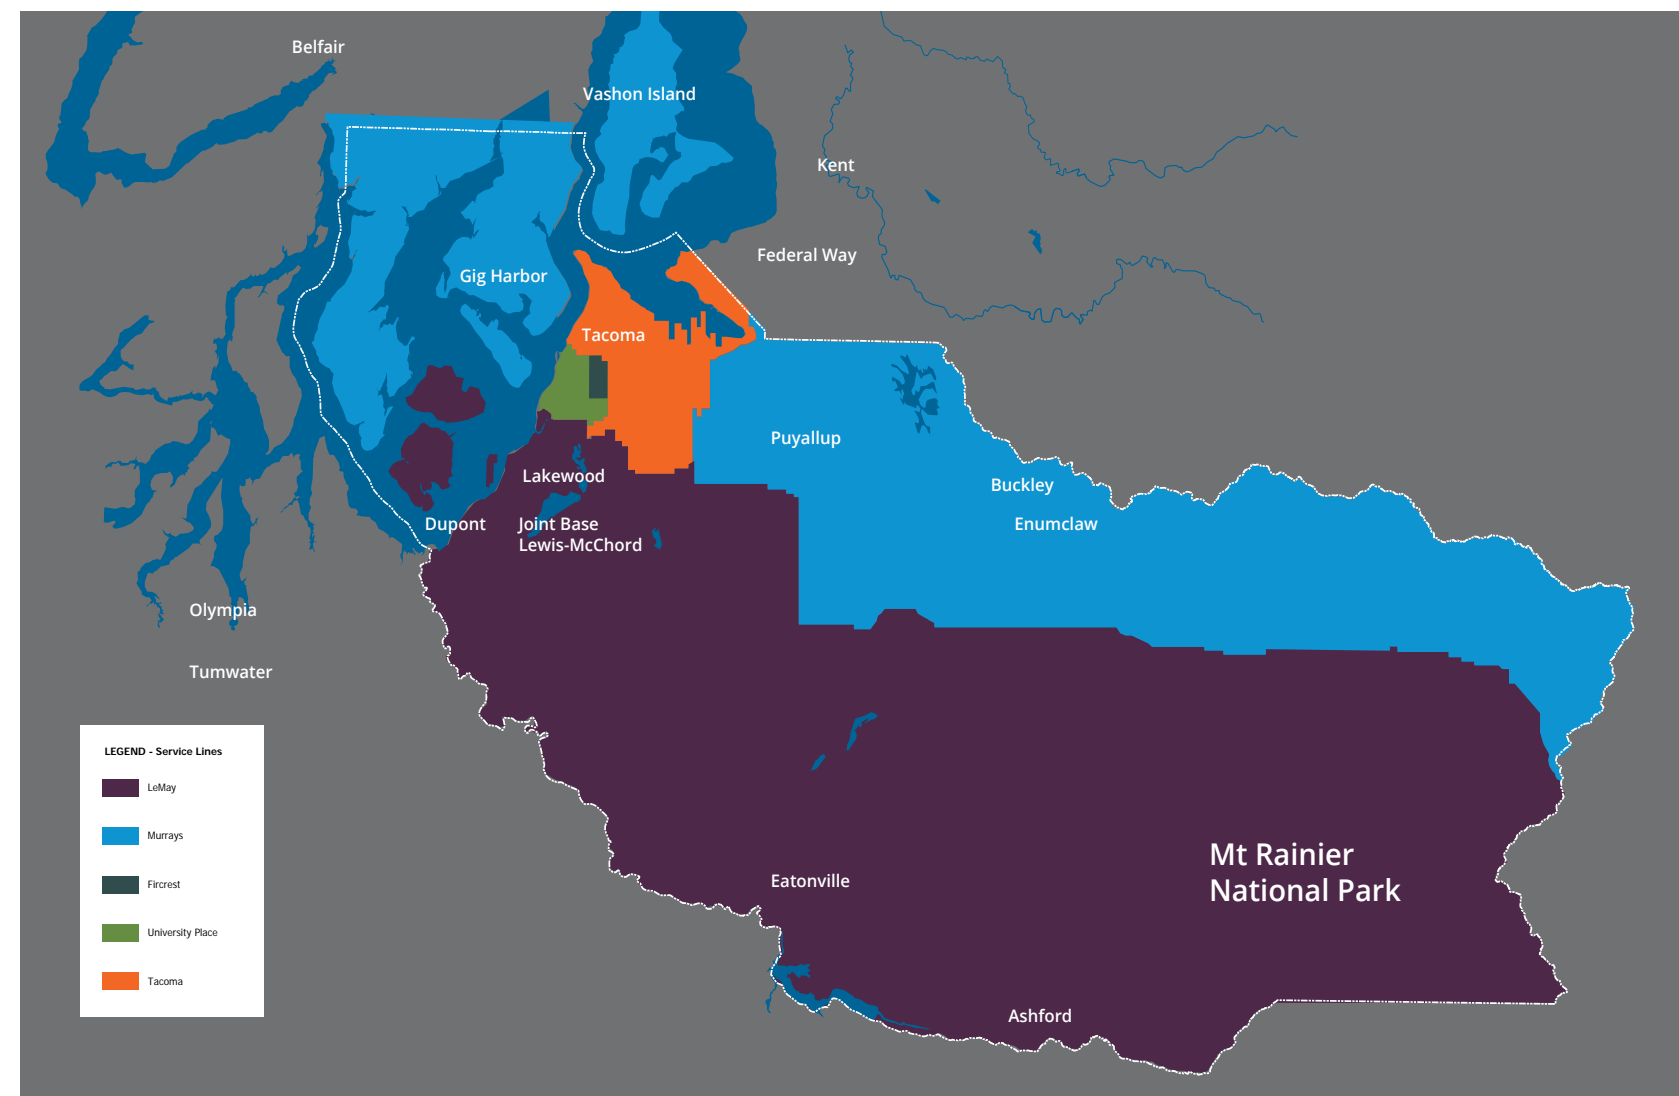 Belfair
Vashon Island
Kent
Federal Way
Gig Harbor
Tacoma
Puyallup
Lakewood
Buckley
Dupont
Joint Base
Lewis-McChord
Enumclaw
Olympia
Tumwater
LEGEND - Service Lines
LeMay
Murrays
Fircrest
University Place
Tacoma
Mt Rainier
National Park
Eatonville
Ashford